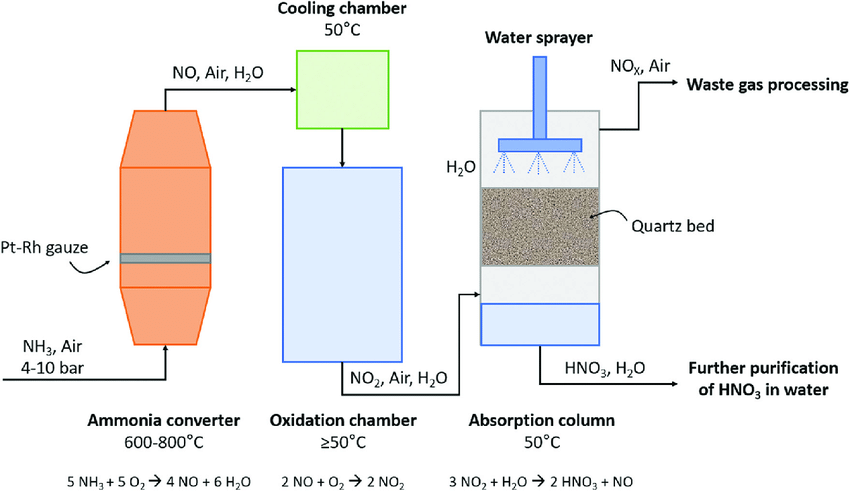 Cooling chamber
50°C
NO, Air, H₂O
Water sprayer
NOₓ, Air
Waste gas processing
H₂O
Quartz bed
Pt-Rh gauze
NH₃, Air
4-10 bar
NO₂, Air, H₂O
HNO₃, H₂O
Further purification
of HNO₃ in water
Ammonia converter
600-800°C
Oxidation chamber
≥50°C
Absorption column
50°C
5 NH₃ + 5 O₂ → 4 NO + 6 H₂O
2 NO + O₂ → 2 NO₂
3 NO₂ + H₂O → 2 HNO₃ + NO